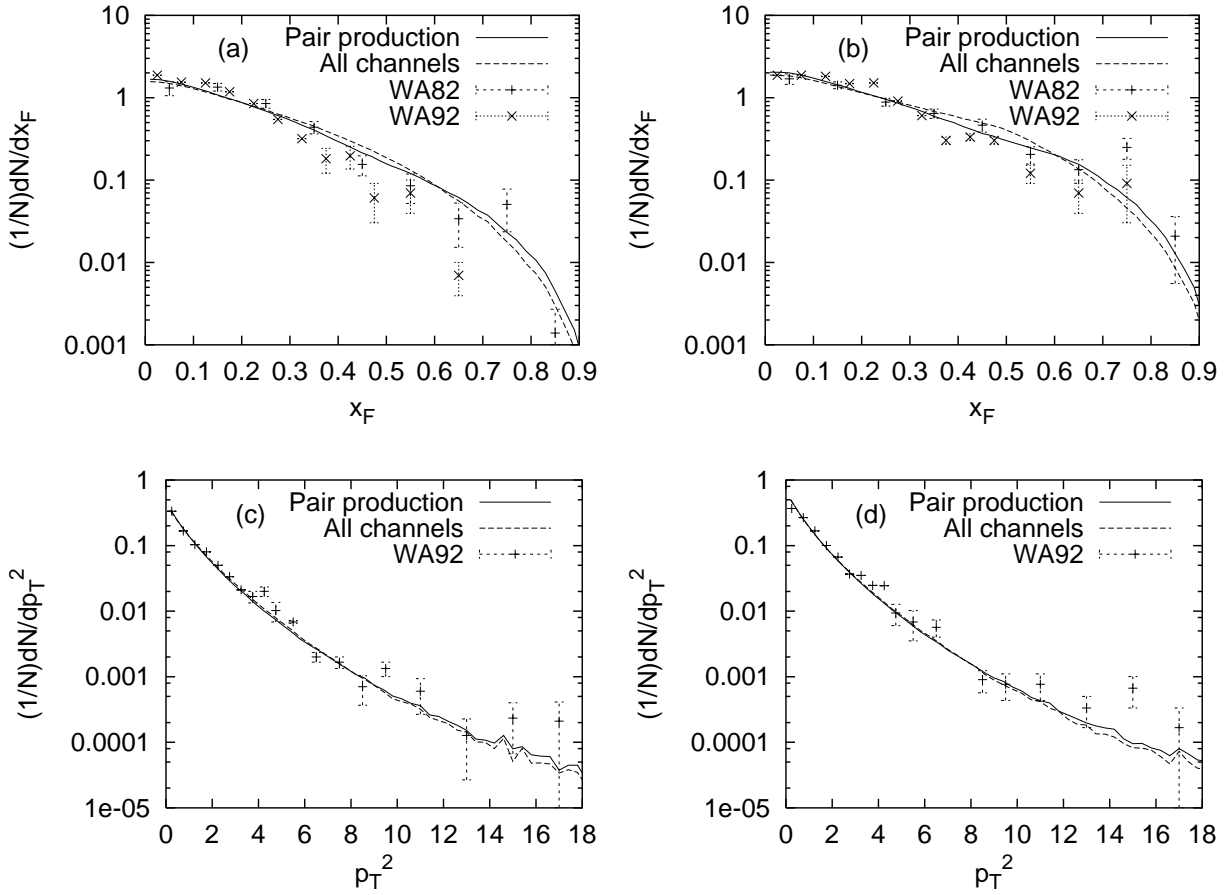 (a)
Pair production
All channels
WA82
WA92
10
1
0.1
0.01
0.001
(1/N)dN/dx_F
0 0.1 0.2 0.3 0.4 0.5 0.6 0.7 0.8 0.9
x_F
(b)
Pair production
All channels
WA82
WA92
10
1
0.1
0.01
0.001
(1/N)dN/dx_F
0 0.1 0.2 0.3 0.4 0.5 0.6 0.7 0.8 0.9
x_F
(c)
Pair production
All channels
WA92
1
0.1
0.01
0.001
0.0001
1e-05
(1/N)dN/dp_T^2
0 2 4 6 8 10 12 14 16 18
p_T^2
(d)
Pair production
All channels
WA92
1
0.1
0.01
0.001
0.0001
1e-05
(1/N)dN/dp_T^2
0 2 4 6 8 10 12 14 16 18
p_T^2